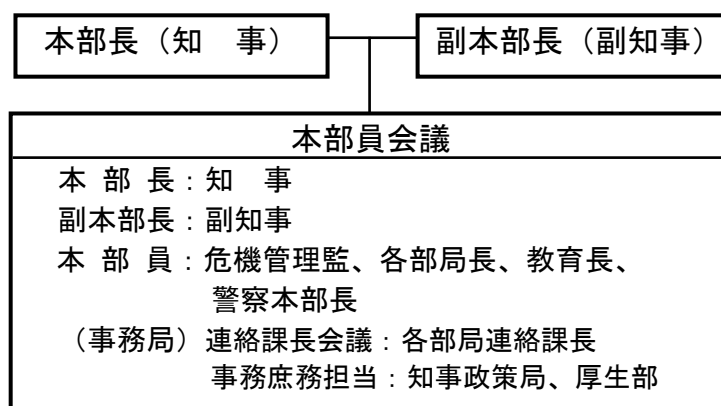 本部長（知　事）
副本部長（副知事）
本部員会議
本 部 長：知　事
副本部長：副知事
本 部 員：危機管理監、各部局長、教育長、
警察本部長
（事務局）連絡課長会議：各部局連絡課長
事務庶務担当：知事政策局、厚生部